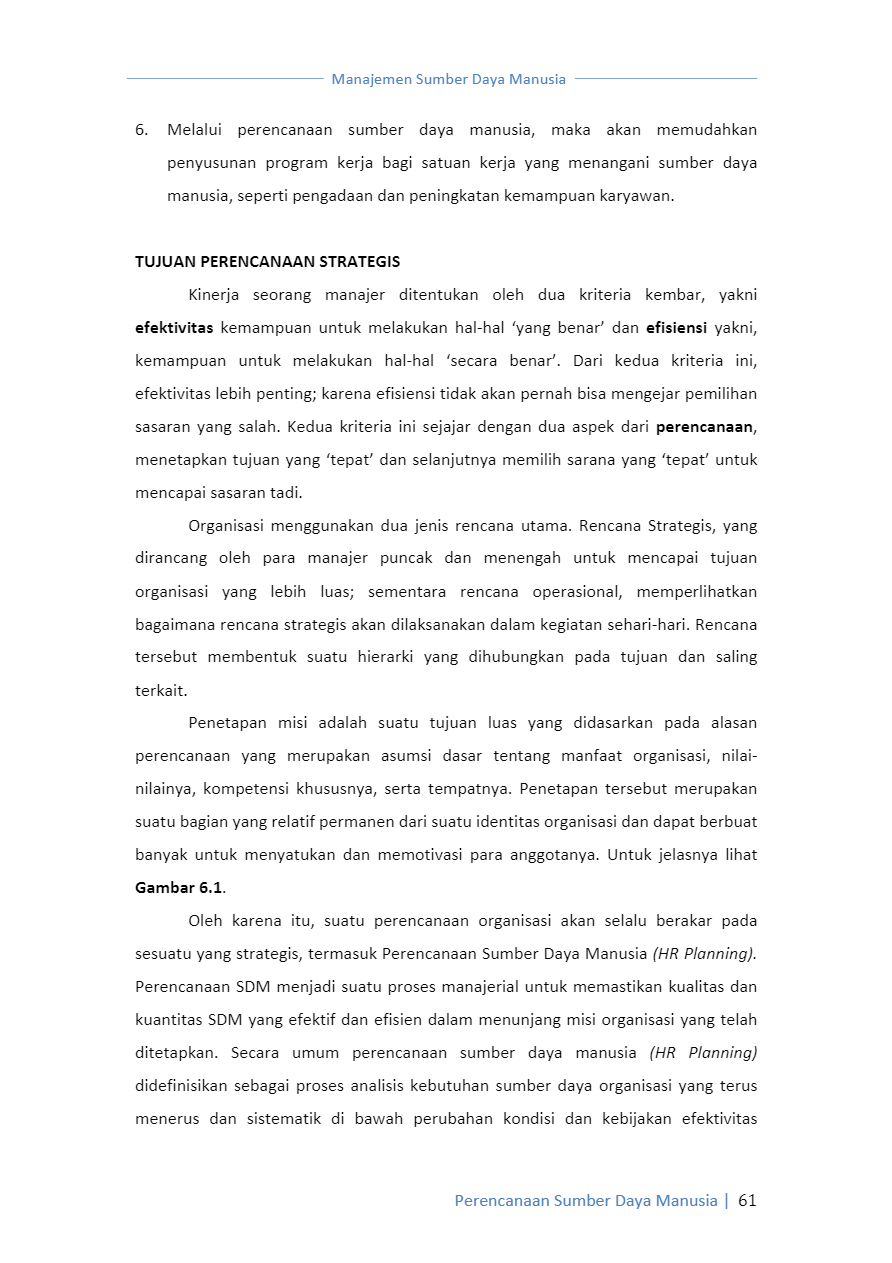 Manajemen Sumber Daya Manusia
6. Melalui perencanaan sumber daya manusia, maka akan memudahkan
penyusunan program kerja bagi satuan kerja yang menangani sumber daya
manusia, seperti pengadaan dan peningkatan kemampuan karyawan.
TUJUAN PERENCANAAN STRATEGIS
Kinerja seorang manajer ditentukan oleh dua kriteria kembar, yakni
efektivitas kemampuan untuk melakukan hal-hal ‘yang benar’ dan efisiensi yakni,
kemampuan untuk melakukan hal-hal ‘secara benar’. Dari kedua kriteria ini,
efektivitas lebih penting; karena efisiensi tidak akan pernah bisa mengejar pemilihan
sasaran yang salah. Kedua kriteria ini sejajar dengan dua aspek dari perencanaan,
menetapkan tujuan yang ‘tepat’ dan selanjutnya memilih sarana yang ‘tepat’ untuk
mencapai sasaran tadi.
Organisasi menggunakan dua jenis rencana utama. Rencana Strategis, yang
dirancang oleh para manajer puncak dan menengah untuk mencapai tujuan
organisasi yang lebih luas; sementara rencana operasional, memperlihatkan
bagaimana rencana strategis akan dilaksanakan dalam kegiatan sehari-hari. Rencana
tersebut membentuk suatu hierarki yang dihubungkan pada tujuan dan saling
terkait.
Penetapan misi adalah suatu tujuan luas yang didasarkan pada alasan
perencanaan yang merupakan asumsi dasar tentang manfaat organisasi, nilai-
nilainya, kompetensi khususnya, serta tempatnya. Penetapan tersebut merupakan
suatu bagian yang relatif permanen dari suatu identitas organisasi dan dapat berbuat
banyak untuk menyatukan dan memotivasi para anggotanya. Untuk jelasnya lihat
Gambar 6.1.
Oleh karena itu, suatu perencanaan organisasi akan selalu berakar pada
sesuatu yang strategis, termasuk Perencanaan Sumber Daya Manusia (HR Planning).
Perencanaan SDM menjadi suatu proses manajerial untuk memastikan kualitas dan
kuantitas SDM yang efektif dan efisien dalam menunjang misi organisasi yang telah
ditetapkan. Secara umum perencanaan sumber daya manusia (HR Planning)
didefinisikan sebagai proses analisis kebutuhan sumber daya organisasi yang terus
menerus dan sistematik di bawah perubahan kondisi dan kebijakan efektivitas
Perencanaan Sumber Daya Manusia | 61